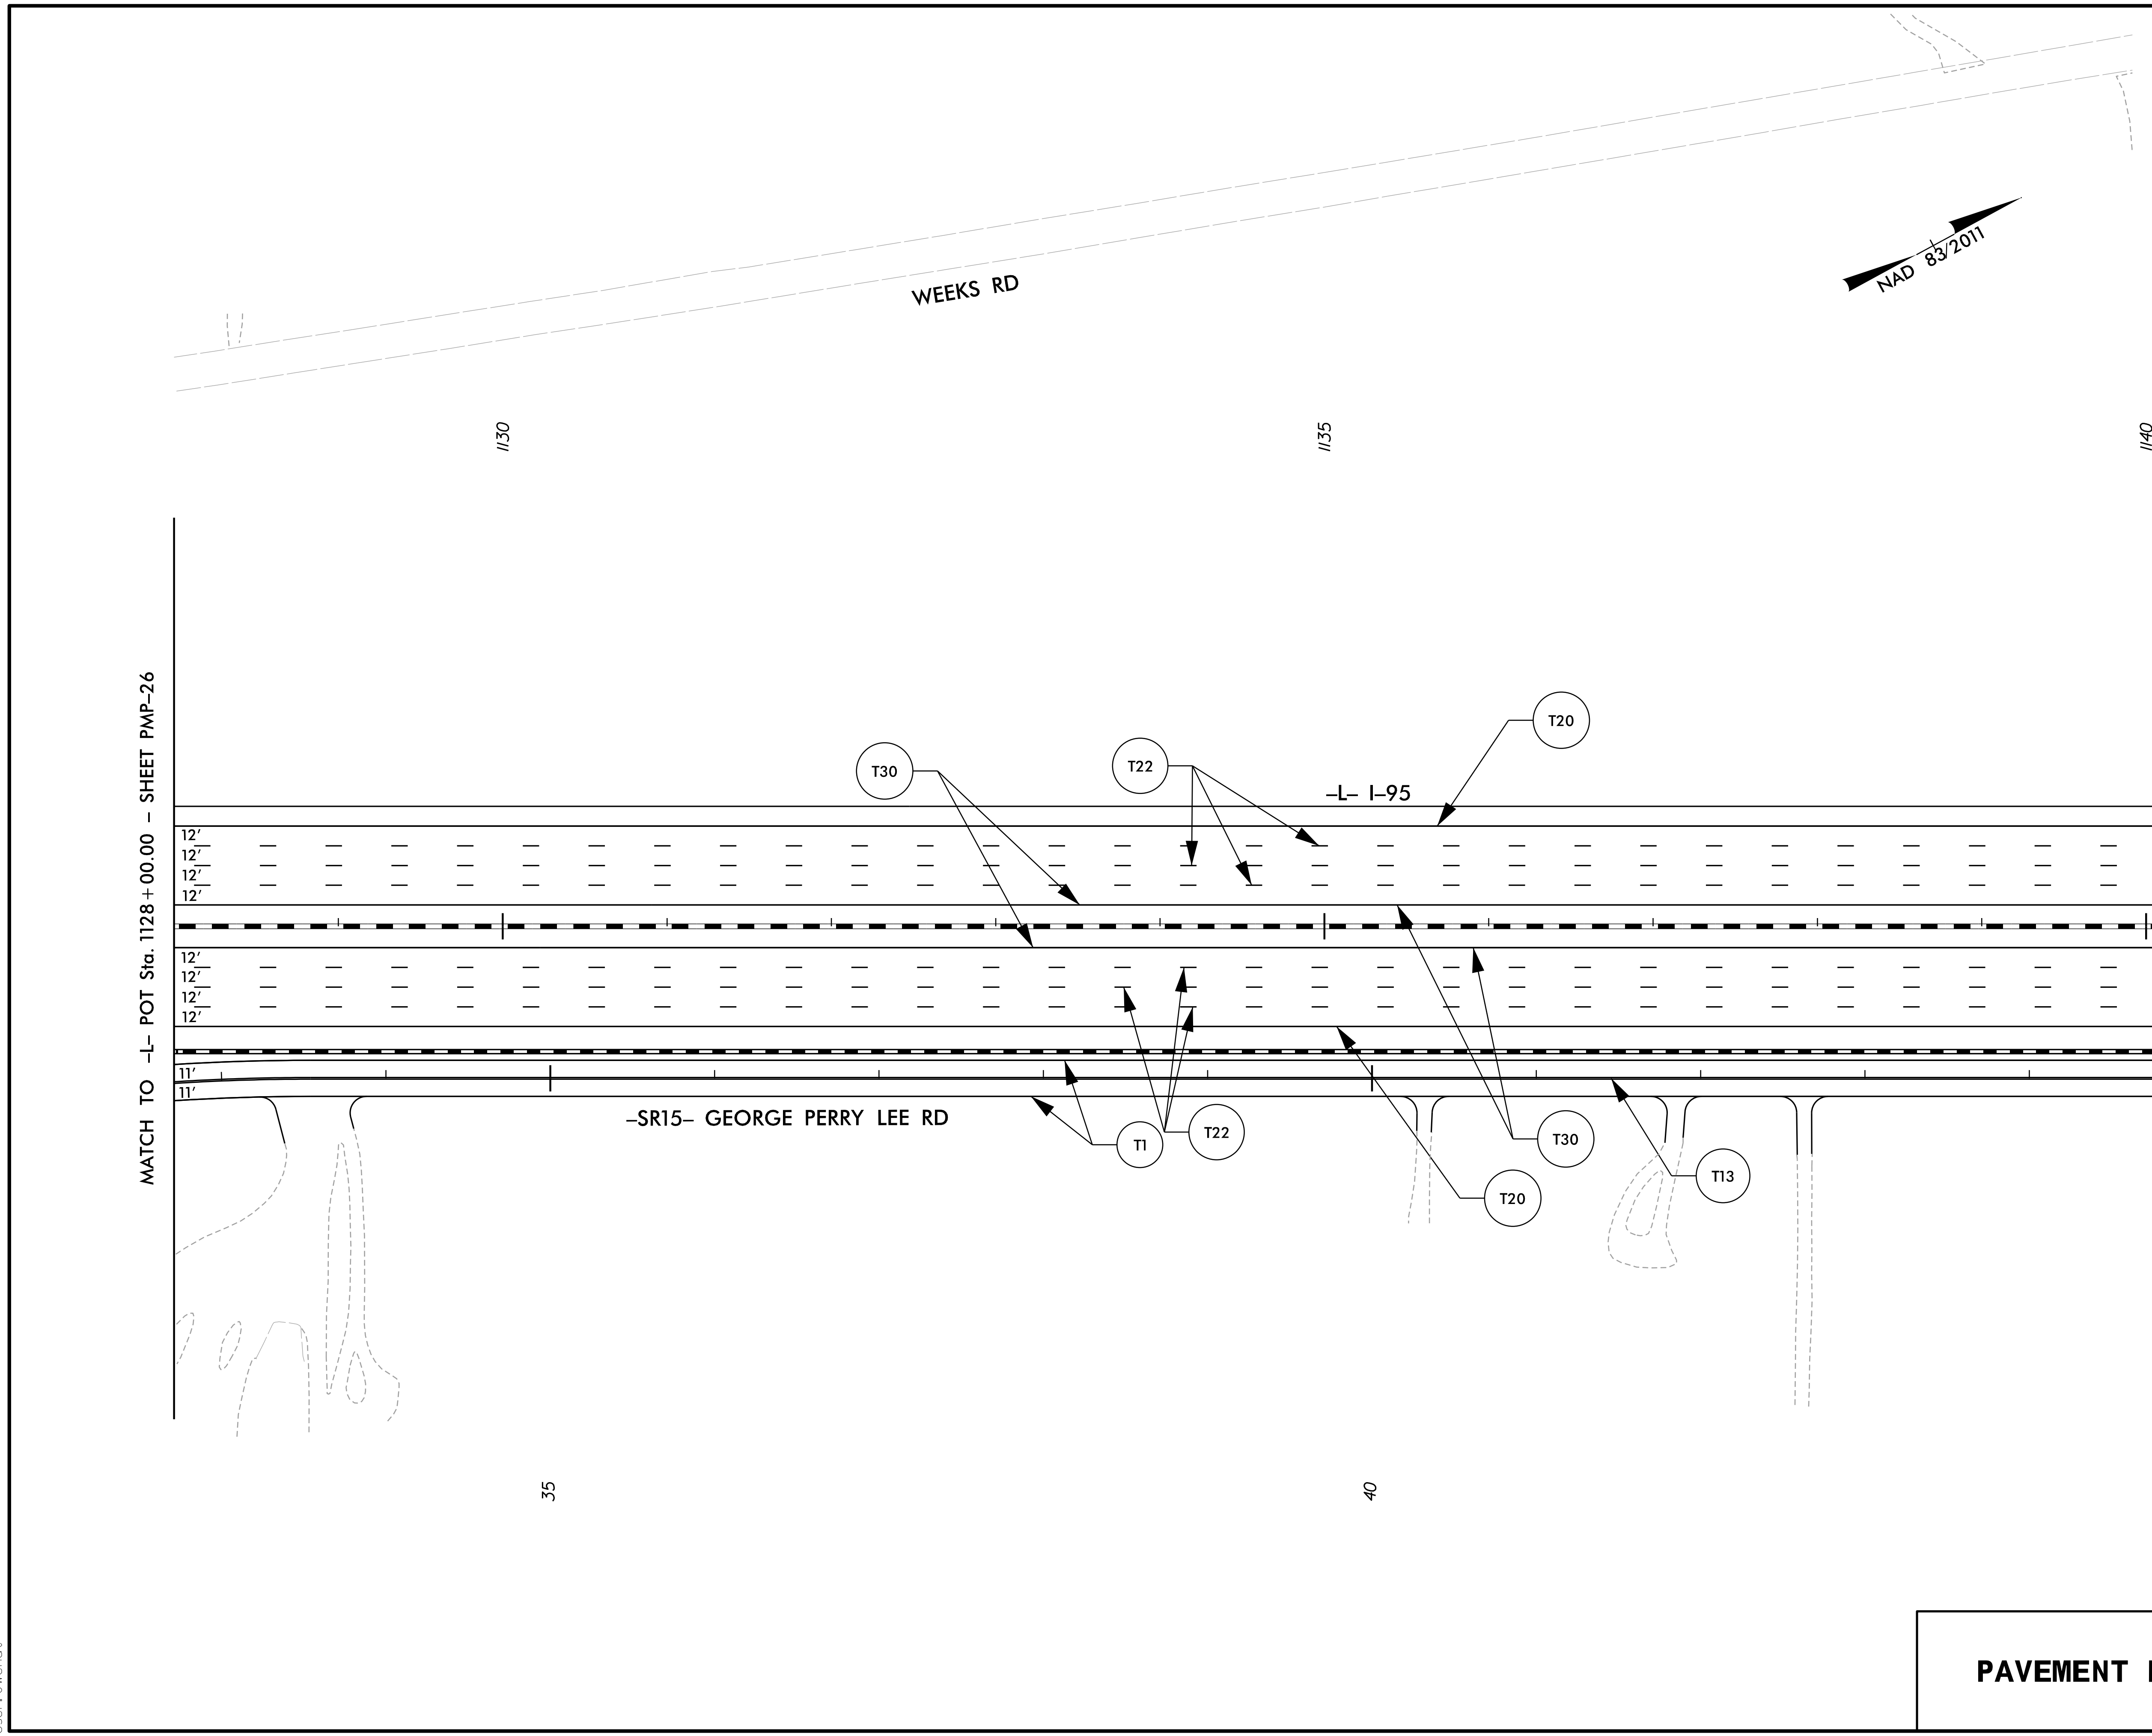 WEEKS RD
NAD 83/2011
1130
1135
1140
MATCH TO –L– POT Sta. 1128+00.00 – SHEET PMP–26
T20
T22
T30
–L– I–95
12'
12'
12'
12'
12'
12'
12'
12'
11'
11'
–SR15– GEORGE PERRY LEE RD
T1
T22
T30
T13
T20
35
40
PAVEMENT